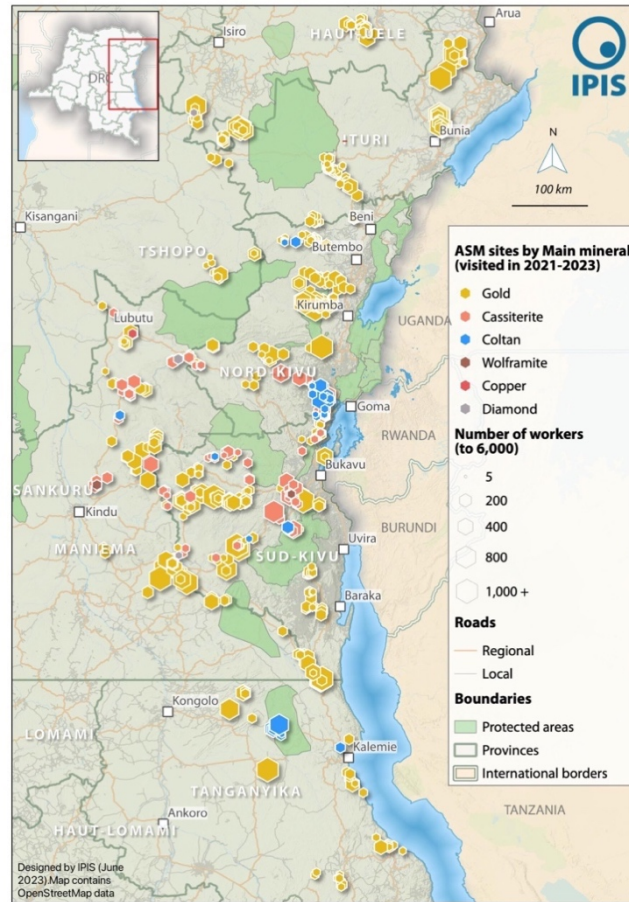 DRC
Isiro
HAUT-UELE
Arua
IPIS
ITURI
Bunia
N
100 km
Kisangani
Beni
TSHOPO
Butembo
Kirumba
UGANDA
Lubutu
NORD-KIVU
Goma
RWANDA
Bukavu
SANKURU
Kindu
BURUNDI
MANIEMA
SUD-KIVU
Uvira
Baraka
Kongolo
LOMAMI
Kalemie
TANGANYIKA
TANZANIA
Ankoro
HAUT-LOMAMI
ASM sites by Main mineral
(visited in 2021-2023)
Gold
Cassiterite
Coltan
Wolframite
Copper
Diamond
Number of workers
(to 6,000)
5
200
400
800
1,000 +
Roads
Regional
Local
Boundaries
Protected areas
Provinces
International borders
Designed by IPIS (June
2023).Map contains
OpenStreetMap data